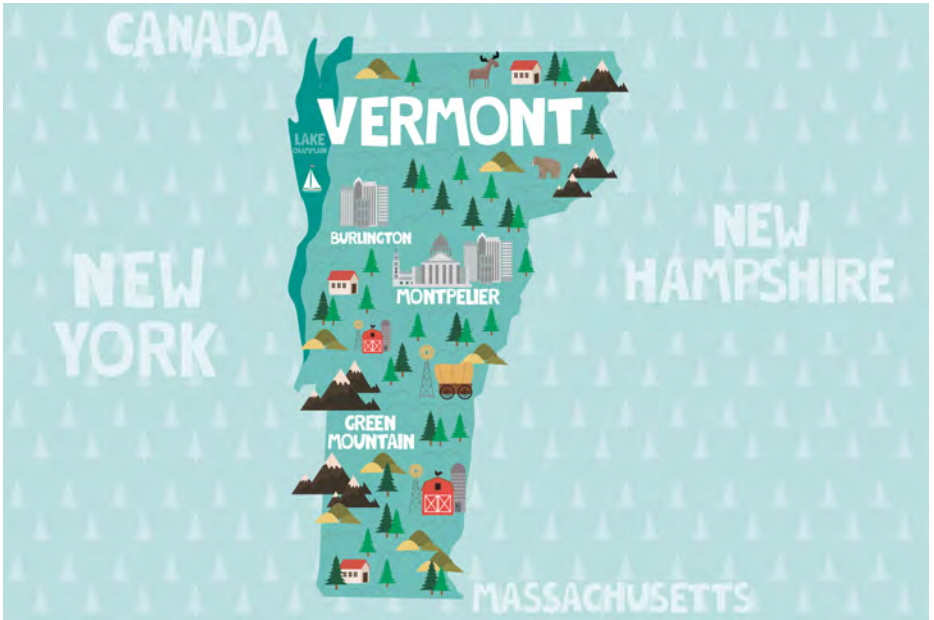 CANADA
VERMONT
LAKE
CHAMPLAIN
BURLINGTON
NEW
HAMPSHIRE
NEW
YORK
MONTPELIER
GREEN
MOUNTAIN
MASSACHUSETTS